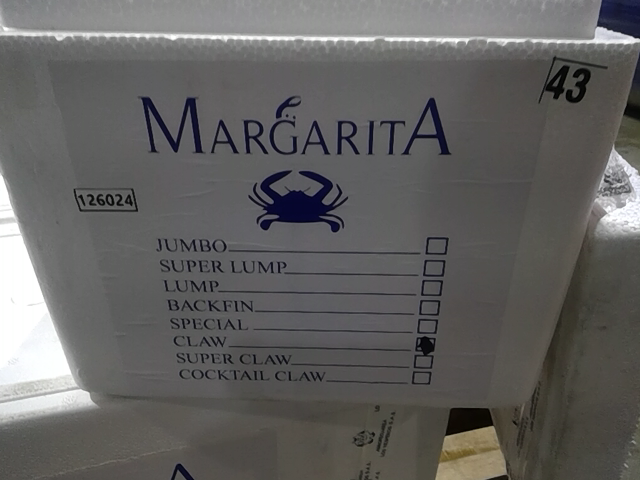 43
MARGARITA
126024
JUMBO
SUPER LUMP
LUMP
BACKFIN
SPECIAL
CLAW
SUPER CLAW
COCKTAIL CLAW